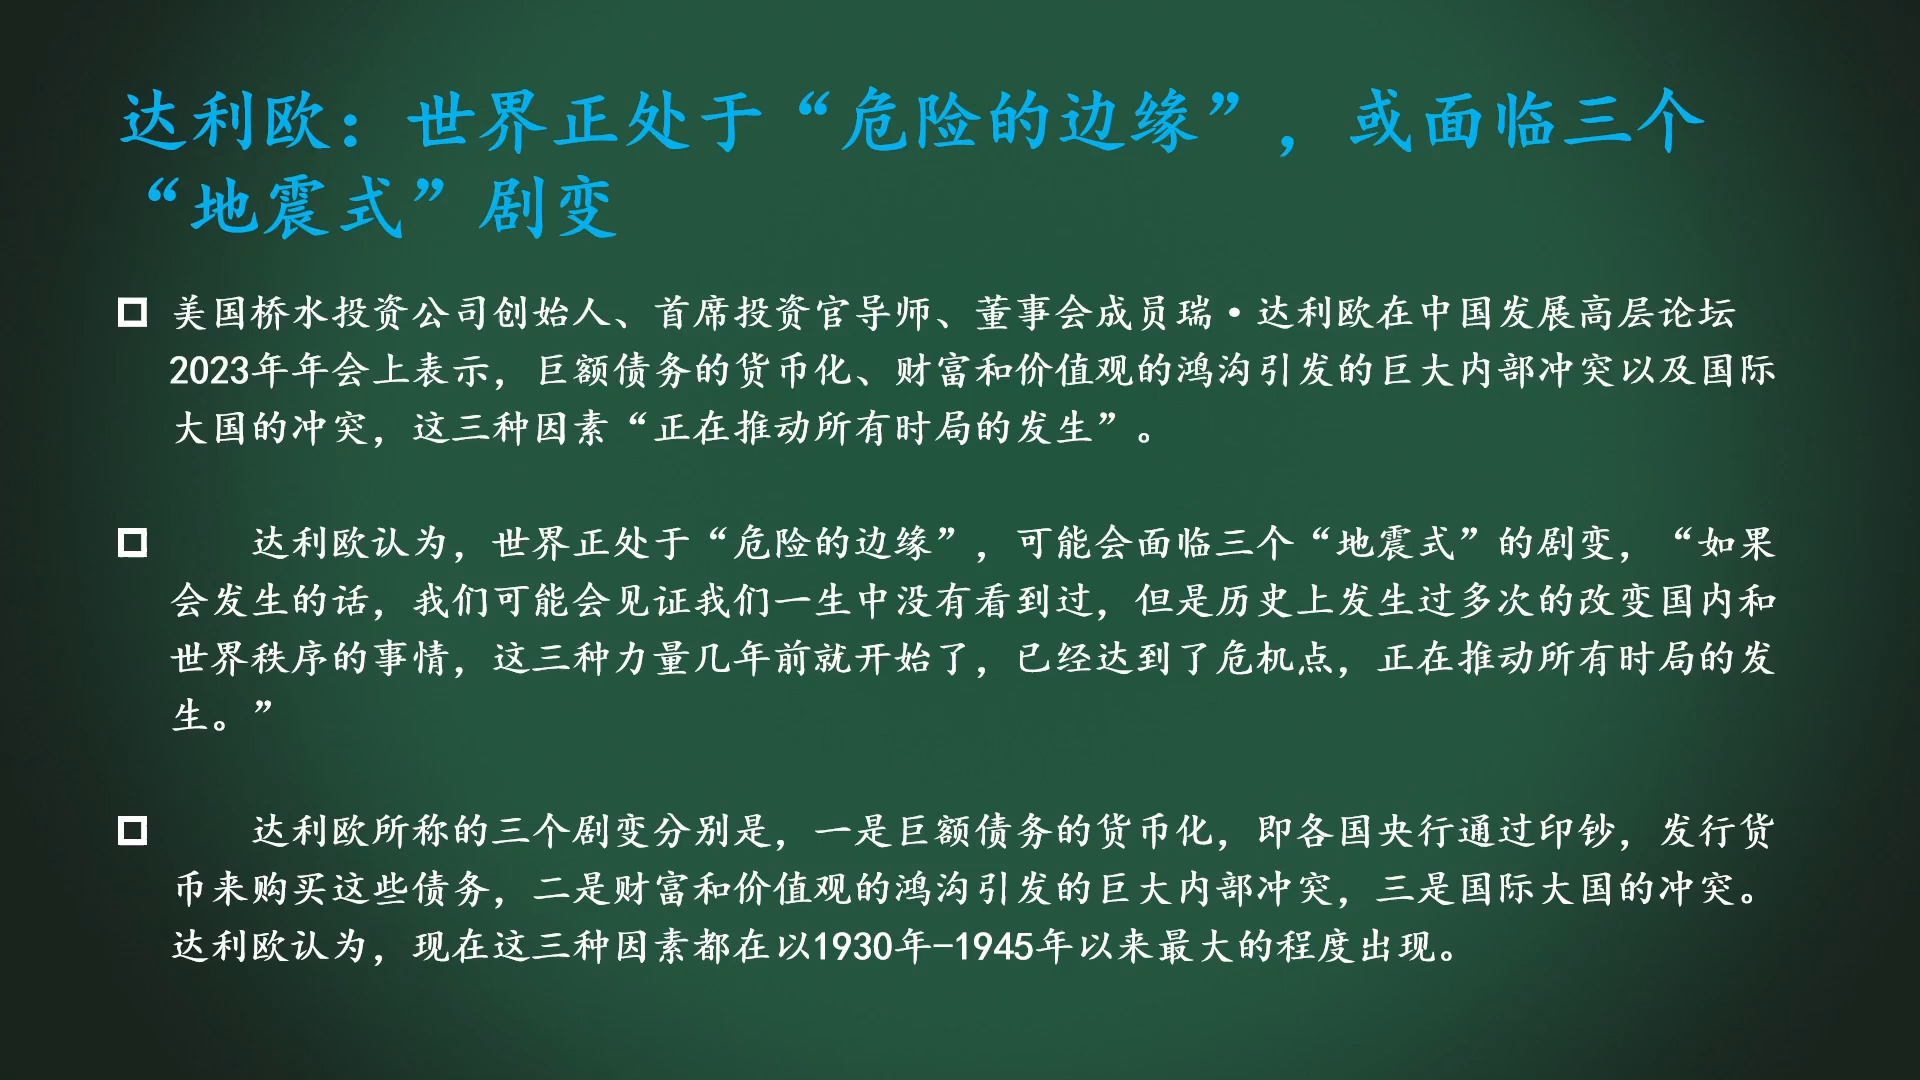 达利欧：世界正处于“危险的边缘”，或面临三个
“地震式”剧变
美国桥水投资公司创始人、首席投资官导师、董事会成员瑞·达利欧在中国发展高层论坛
2023年年会上表示，巨额债务的货币化、财富和价值观的鸿沟引发的巨大内部冲突以及国际
大国的冲突，这三种因素“正在推动所有时局的发生”。
达利欧认为，世界正处于“危险的边缘”，可能会面临三个“地震式”的剧变，“如果
会发生的话，我们可能会见证我们一生中没有看到过，但是历史上发生过多次的改变国内和
世界秩序的事情，这三种力量几年前就开始了，已经达到了危机点，正在推动所有时局的发
生。”
达利欧所称的三个剧变分别是，一是巨额债务的货币化，即各国央行通过印钞，发行货
币来购买这些债务，二是财富和价值观的鸿沟引发的巨大内部冲突，三是国际大国的冲突。
达利欧认为，现在这三种因素都在以1930年-1945年以来最大的程度出现。